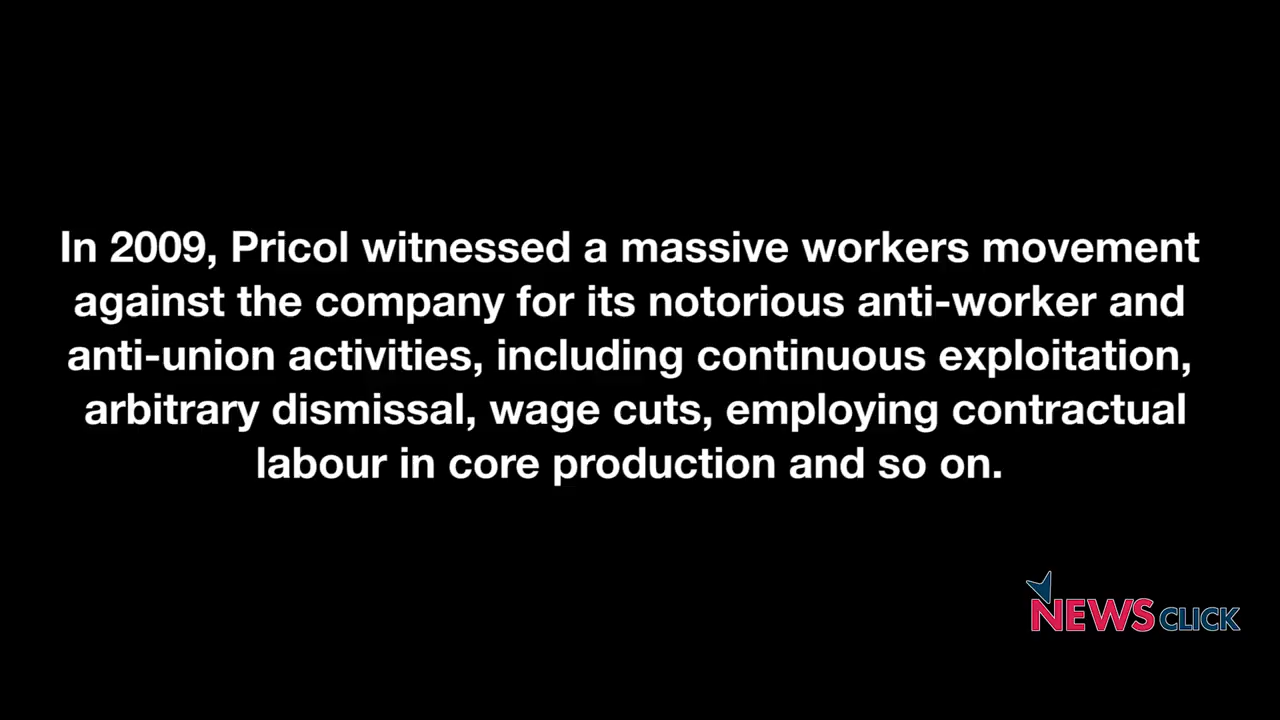 In 2009, Pricol witnessed a massive workers movement
against the company for its notorious anti-worker and
anti-union activities, including continuous exploitation,
arbitrary dismissal, wage cuts, employing contractual
labour in core production and so on.
NEWSCLICK